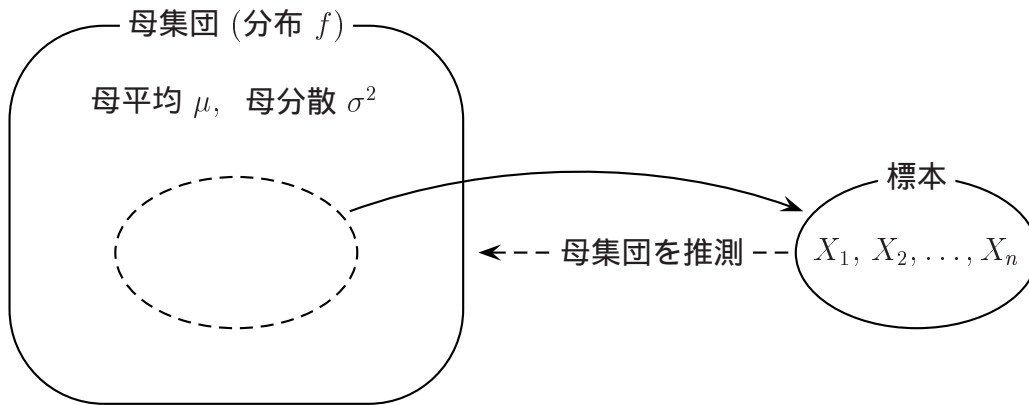 母集団 (分布 f)
母平均 μ, 母分散 σ²
標本
母集団を推測
X₁, X₂, . . . , Xₙ